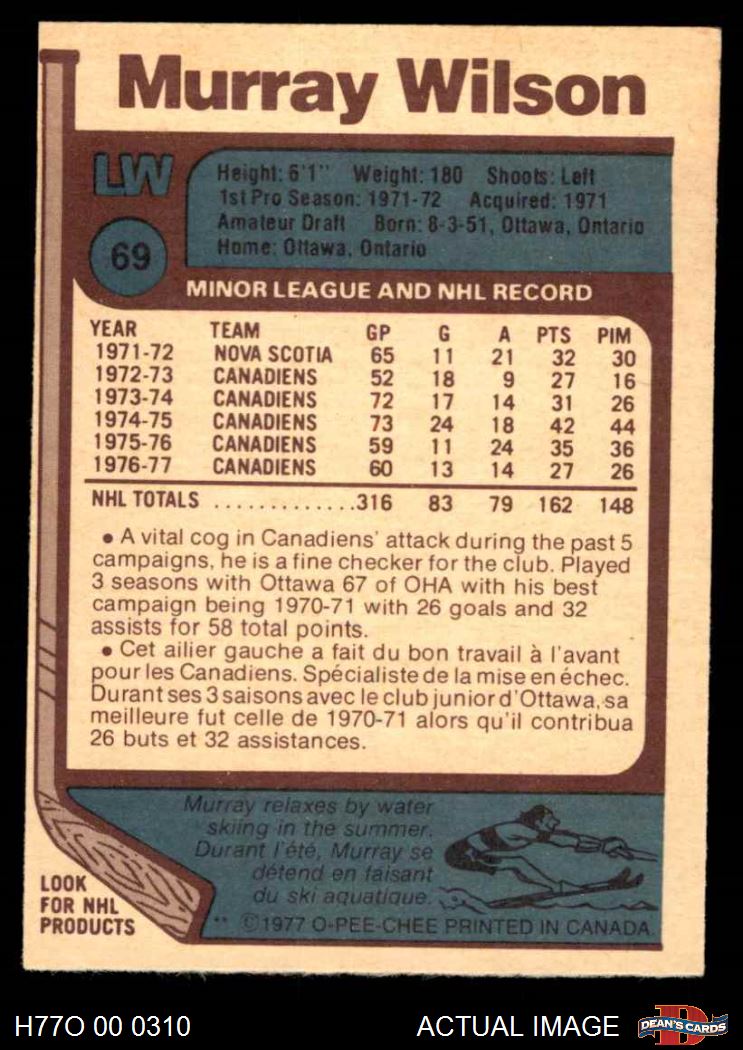 Murray Wilson
LW
Height: 6'1" Weight: 180 Shoots: Left
1st Pro Season: 1971-72 Acquired: 1971
Amateur Draft Born: 8-3-51, Ottawa, Ontario
Home: Ottawa, Ontario
69
MINOR LEAGUE AND NHL RECORD
YEAR TEAM GP G A PTS PIM
1971-72 NOVA SCOTIA 65 11 21 32 30
1972-73 CANADIENS 52 18 9 27 16
1973-74 CANADIENS 72 17 14 31 26
1974-75 CANADIENS 73 24 18 42 44
1975-76 CANADIENS 59 11 24 35 36
1976-77 CANADIENS 60 13 14 27 26
NHL TOTALS ............. 316 83 79 162 148
• A vital cog in Canadiens' attack during the past 5
campaigns, he is a fine checker for the club. Played
3 seasons with Ottawa 67 of OHA with his best
campaign being 1970-71 with 26 goals and 32
assists for 58 total points.
• Cet ailier gauche a fait du bon travail à l'avant
pour les Canadiens. Spécialiste de la mise en échec.
Durant ses 3 saisons avec le club junior d'Ottawa, sa
meilleure fut celle de 1970-71 alors qu'il contribua
26 buts et 32 assistances.
Murray relaxes by water
skiing in the summer.
Durant l'été, Murray se
détend en faisant
du ski aquatique.
LOOK
FOR NHL
PRODUCTS
** ©1977 O-PEE-CHEE PRINTED IN CANADA
H77O 00 0310 ACTUAL IMAGE DEAN'S CARDS